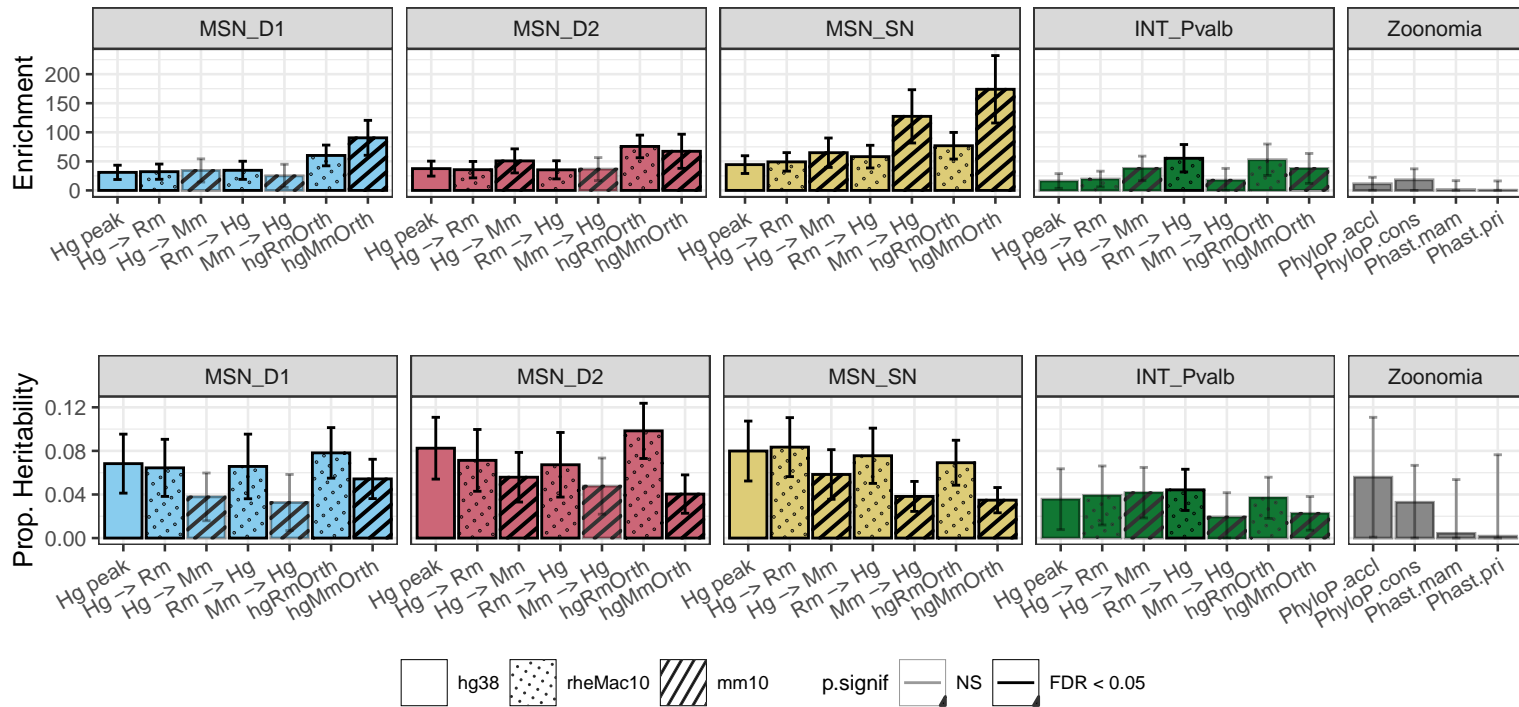 MSN_D1 MSN_D2 MSN_SN INT_Pvalb Zoonomia
Enrichment
200
150
100
50
0
Hg peak Hg −> Rm Hg −> Mm Rm −> Hg Mm −> Hg hgRmOrth hgMmOrth Hg peak Hg −> Rm Hg −> Mm Rm −> Hg Mm −> Hg hgRmOrth hgMmOrth Hg peak Hg −> Rm Hg −> Mm Rm −> Hg Mm −> Hg hgRmOrth hgMmOrth Hg peak Hg −> Rm Hg −> Mm Rm −> Hg Mm −> Hg hgRmOrth hgMmOrth PhyloP.accl PhyloP.cons Phast.mam Phast.pri
MSN_D1 MSN_D2 MSN_SN INT_Pvalb Zoonomia
Prop. Heritability
0.12
0.08
0.04
0.00
Hg peak Hg −> Rm Hg −> Mm Rm −> Hg Mm −> Hg hgRmOrth hgMmOrth Hg peak Hg −> Rm Hg −> Mm Rm −> Hg Mm −> Hg hgRmOrth hgMmOrth Hg peak Hg −> Rm Hg −> Mm Rm −> Hg Mm −> Hg hgRmOrth hgMmOrth Hg peak Hg −> Rm Hg −> Mm Rm −> Hg Mm −> Hg hgRmOrth hgMmOrth PhyloP.accl PhyloP.cons Phast.mam Phast.pri
hg38 rheMac10 mm10 p.signif NS FDR < 0.05